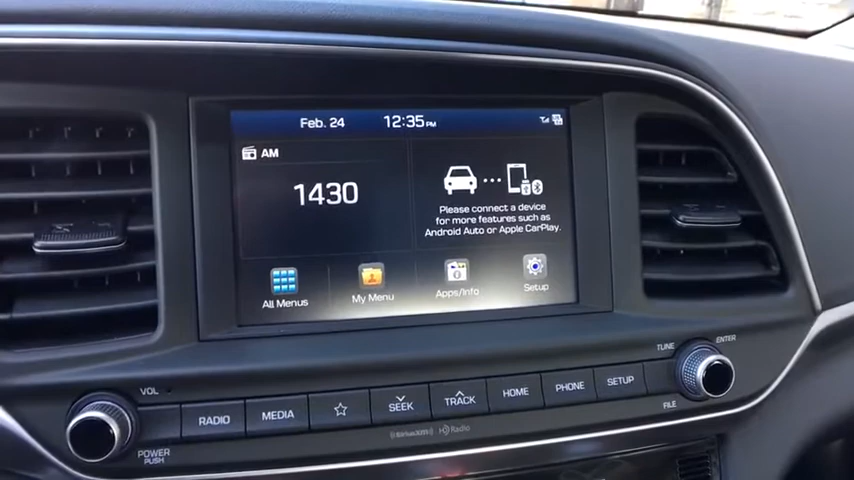 Feb. 24
12:35PM
AM
1430
Please connect a device
for more features such as
Android Auto or Apple CarPlay.
All Menus
My Menu
Apps/Info
Setup
VOL
TUNE
ENTER
RADIO
MEDIA
SEEK
TRACK
HOME
PHONE
SETUP
FILE
POWER
PUSH
SiriusXM
HD Radio